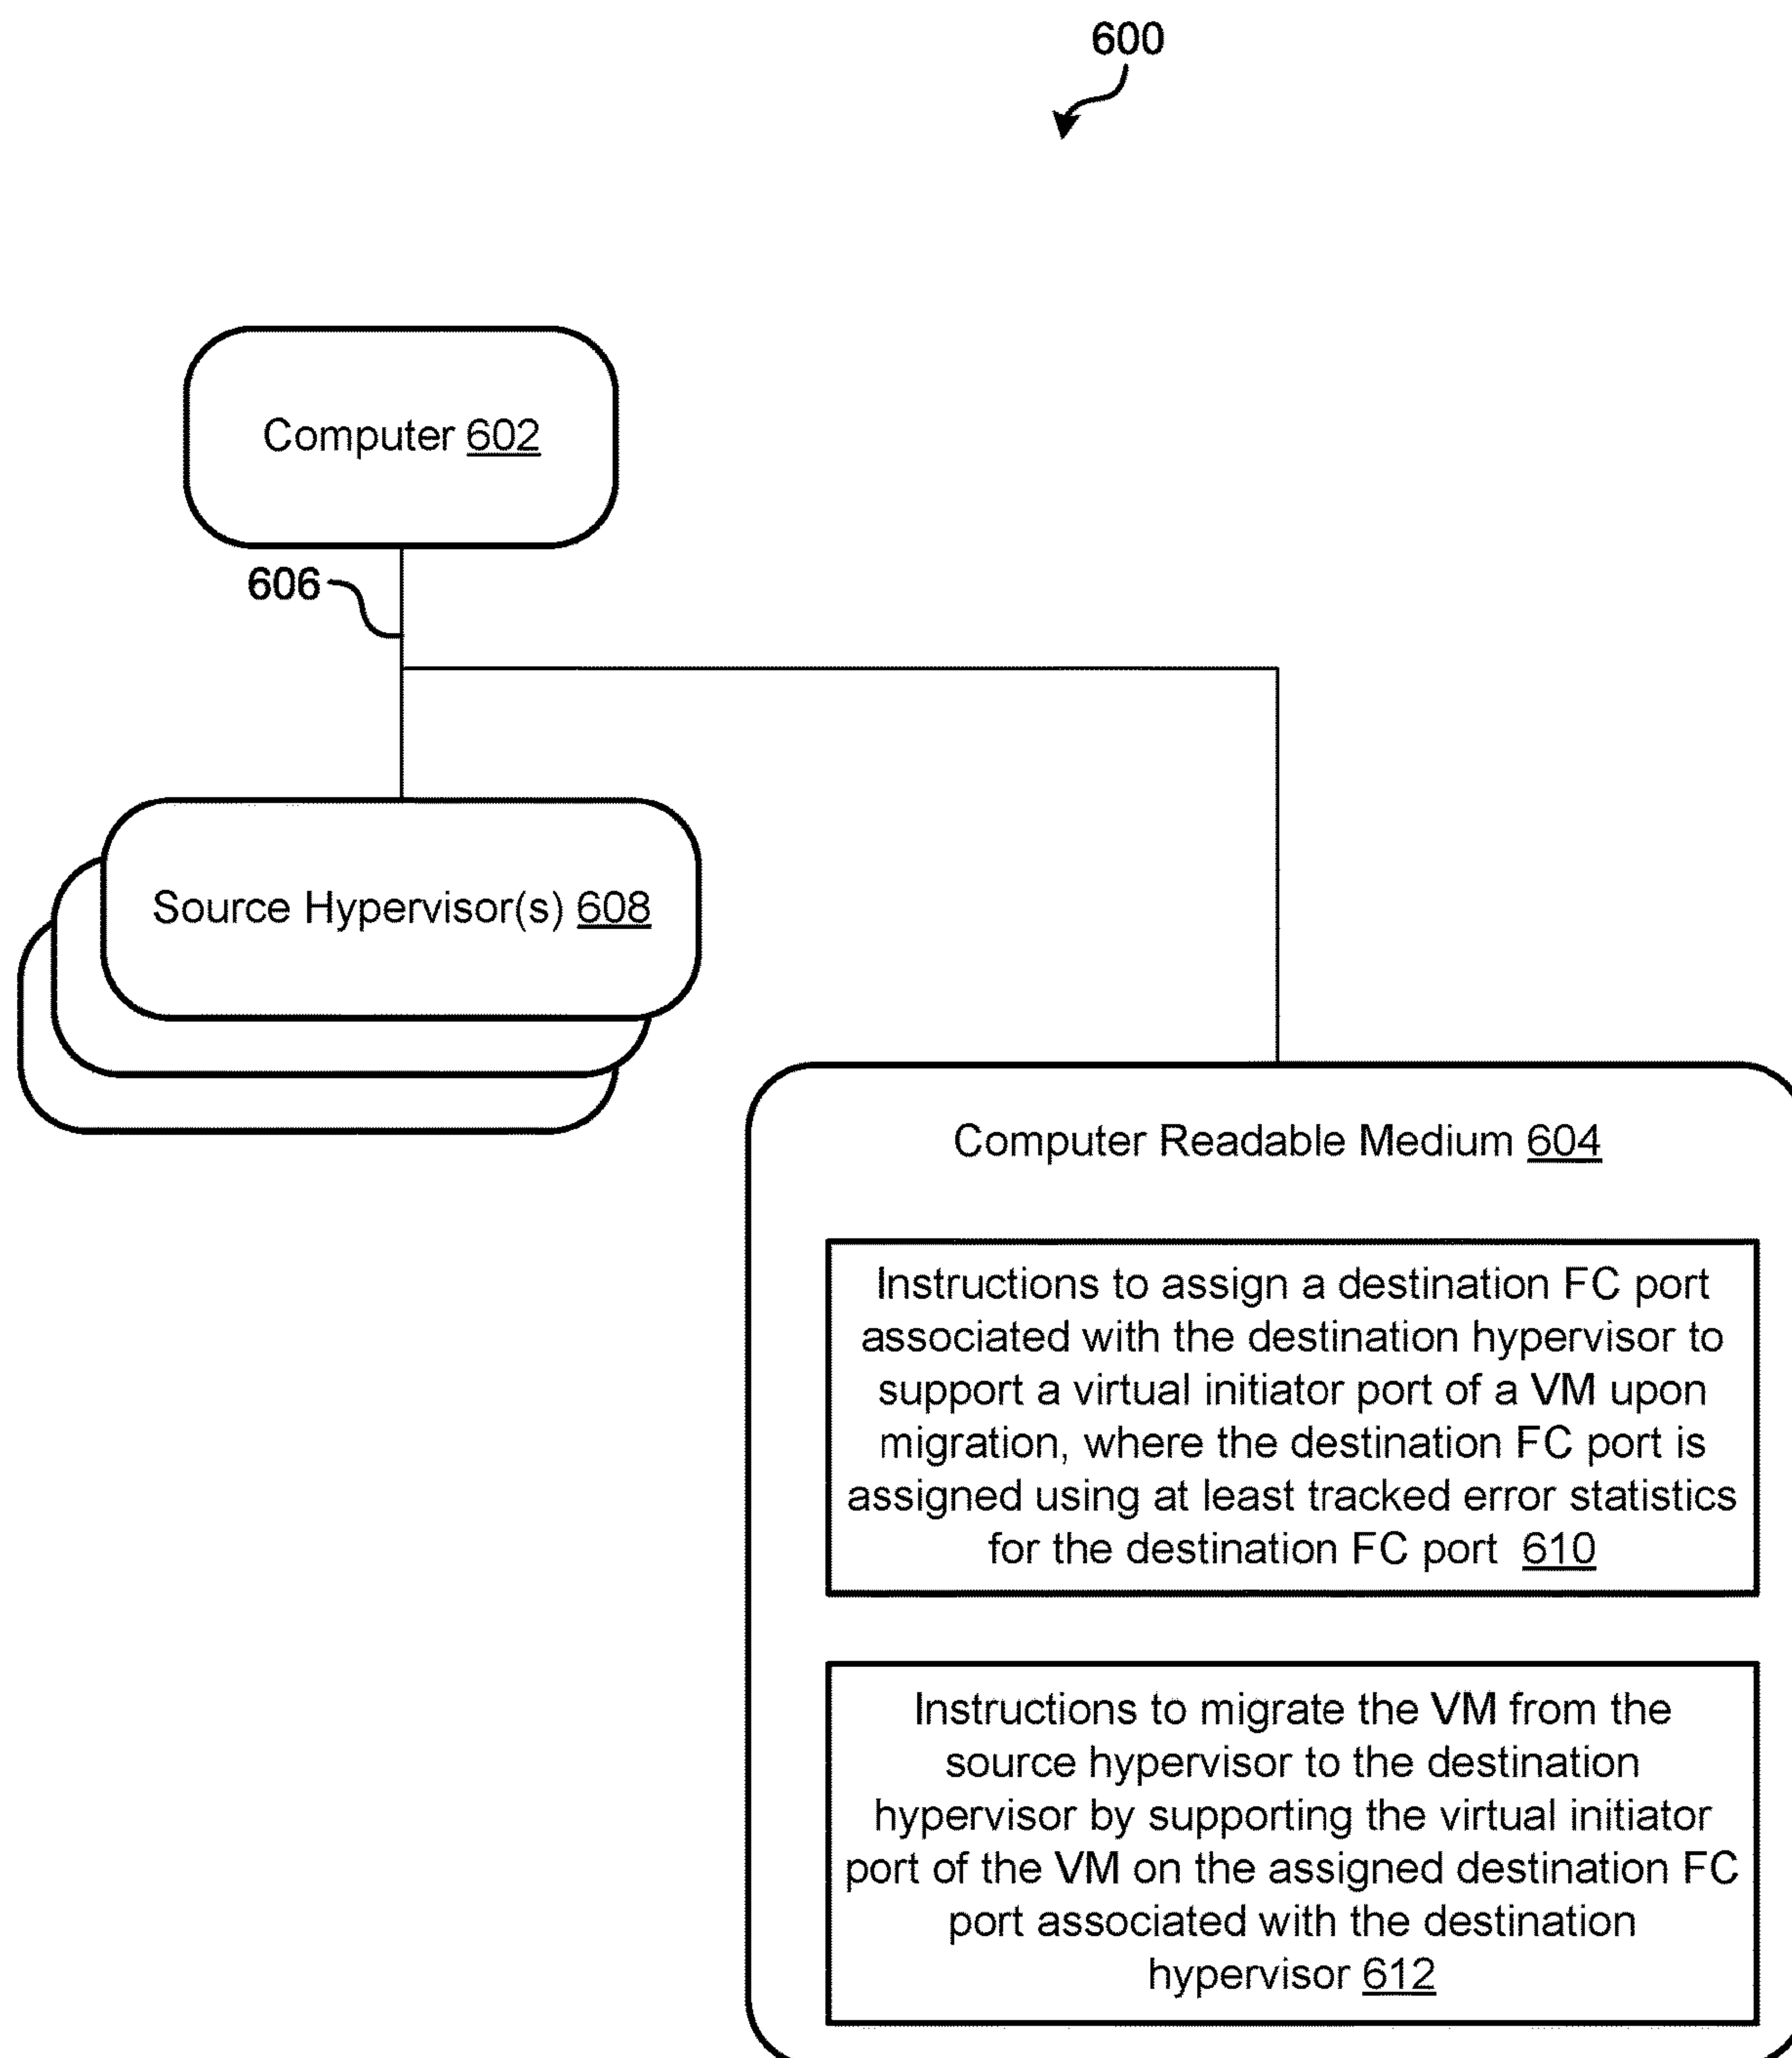 600
Computer 602
606
Source Hypervisor(s) 608
Computer Readable Medium 604
Instructions to assign a destination FC port
associated with the destination hypervisor to
support a virtual initiator port of a VM upon
migration, where the destination FC port is
assigned using at least tracked error statistics
for the destination FC port 610
Instructions to migrate the VM from the
source hypervisor to the destination
hypervisor by supporting the virtual initiator
port of the VM on the assigned destination FC
port associated with the destination
hypervisor 612